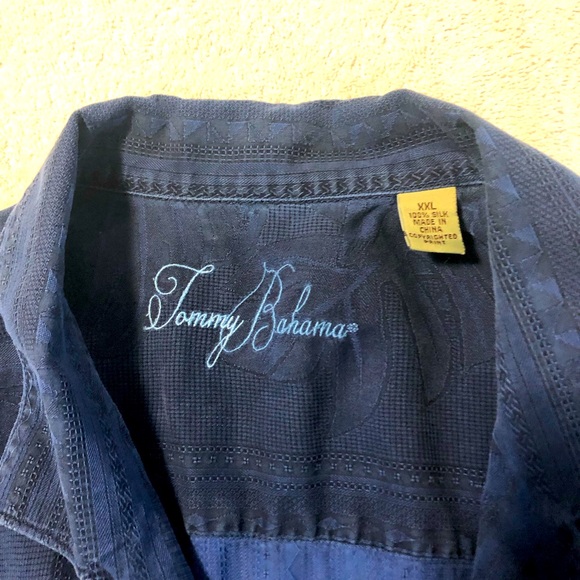 Tommy Bahama®
XXL
100% SILK
MADE IN
CHINA
COPYRIGHTED
PRINT